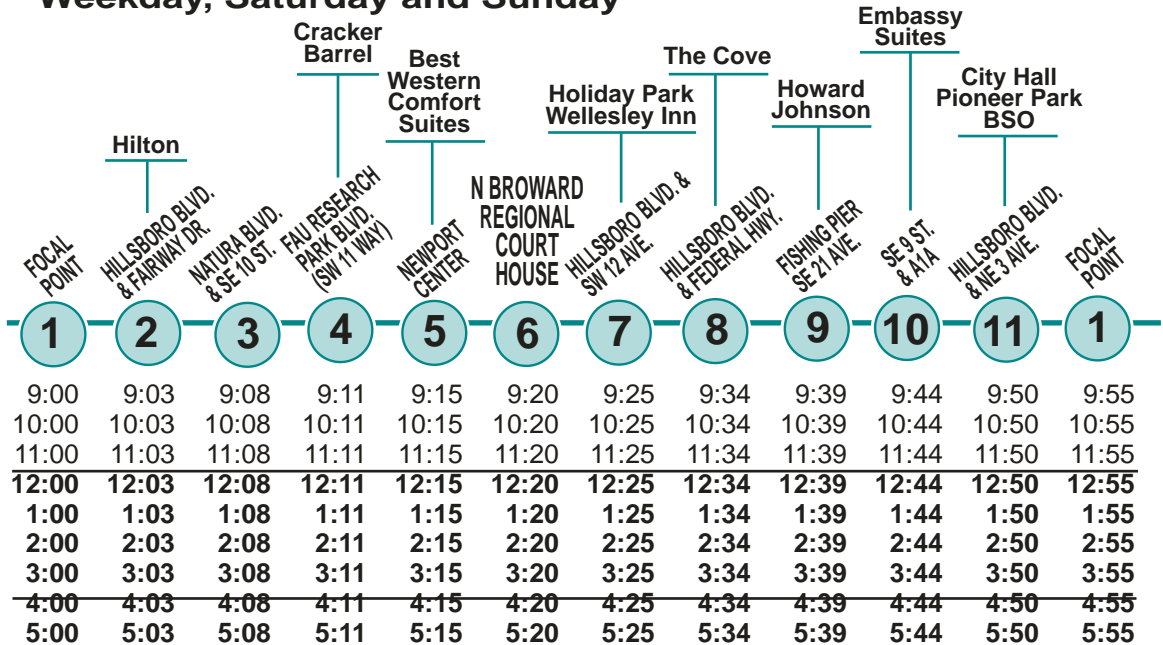 Weekday, Saturday and Sunday
Cracker
Barrel
Best
Western
Comfort
Suites
Hilton
Holiday Park
Wellesley Inn
The Cove
Howard
Johnson
Embassy
Suites
City Hall
Pioneer Park
BSO
FOCAL
POINT
HILLSBORO BLVD.
& FAIRWAY DR.
NATURA BLVD.
& SE 10 ST.
FAU RESEARCH
PARK BLVD.
(SW 11 WAY)
NEWPORT
CENTER
N BROWARD
REGIONAL
COURT
HOUSE
HILLSBORO BLVD. &
SW 12 AVE.
HILLSBORO BLVD.
& FEDERAL HWY.
FISHING PIER
SE 21 AVE.
SE 9 ST.
& A1A
HILLSBORO BLVD.
& NE 3 AVE.
FOCAL
POINT
1 2 3 4 5 6 7 8 9 10 11 1
9:00 9:03 9:08 9:11 9:15 9:20 9:25 9:34 9:39 9:44 9:50 9:55
10:00 10:03 10:08 10:11 10:15 10:20 10:25 10:34 10:39 10:44 10:50 10:55
11:00 11:03 11:08 11:11 11:15 11:20 11:25 11:34 11:39 11:44 11:50 11:55
12:00 12:03 12:08 12:11 12:15 12:20 12:25 12:34 12:39 12:44 12:50 12:55
1:00 1:03 1:08 1:11 1:15 1:20 1:25 1:34 1:39 1:44 1:50 1:55
2:00 2:03 2:08 2:11 2:15 2:20 2:25 2:34 2:39 2:44 2:50 2:55
3:00 3:03 3:08 3:11 3:15 3:20 3:25 3:34 3:39 3:44 3:50 3:55
4:00 4:03 4:08 4:11 4:15 4:20 4:25 4:34 4:39 4:44 4:50 4:55
5:00 5:03 5:08 5:11 5:15 5:20 5:25 5:34 5:39 5:44 5:50 5:55